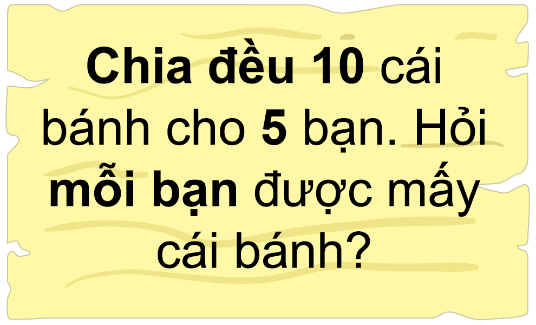 Chia đều 10 cái
bánh cho 5 bạn. Hỏi
mỗi bạn được mấy
cái bánh?